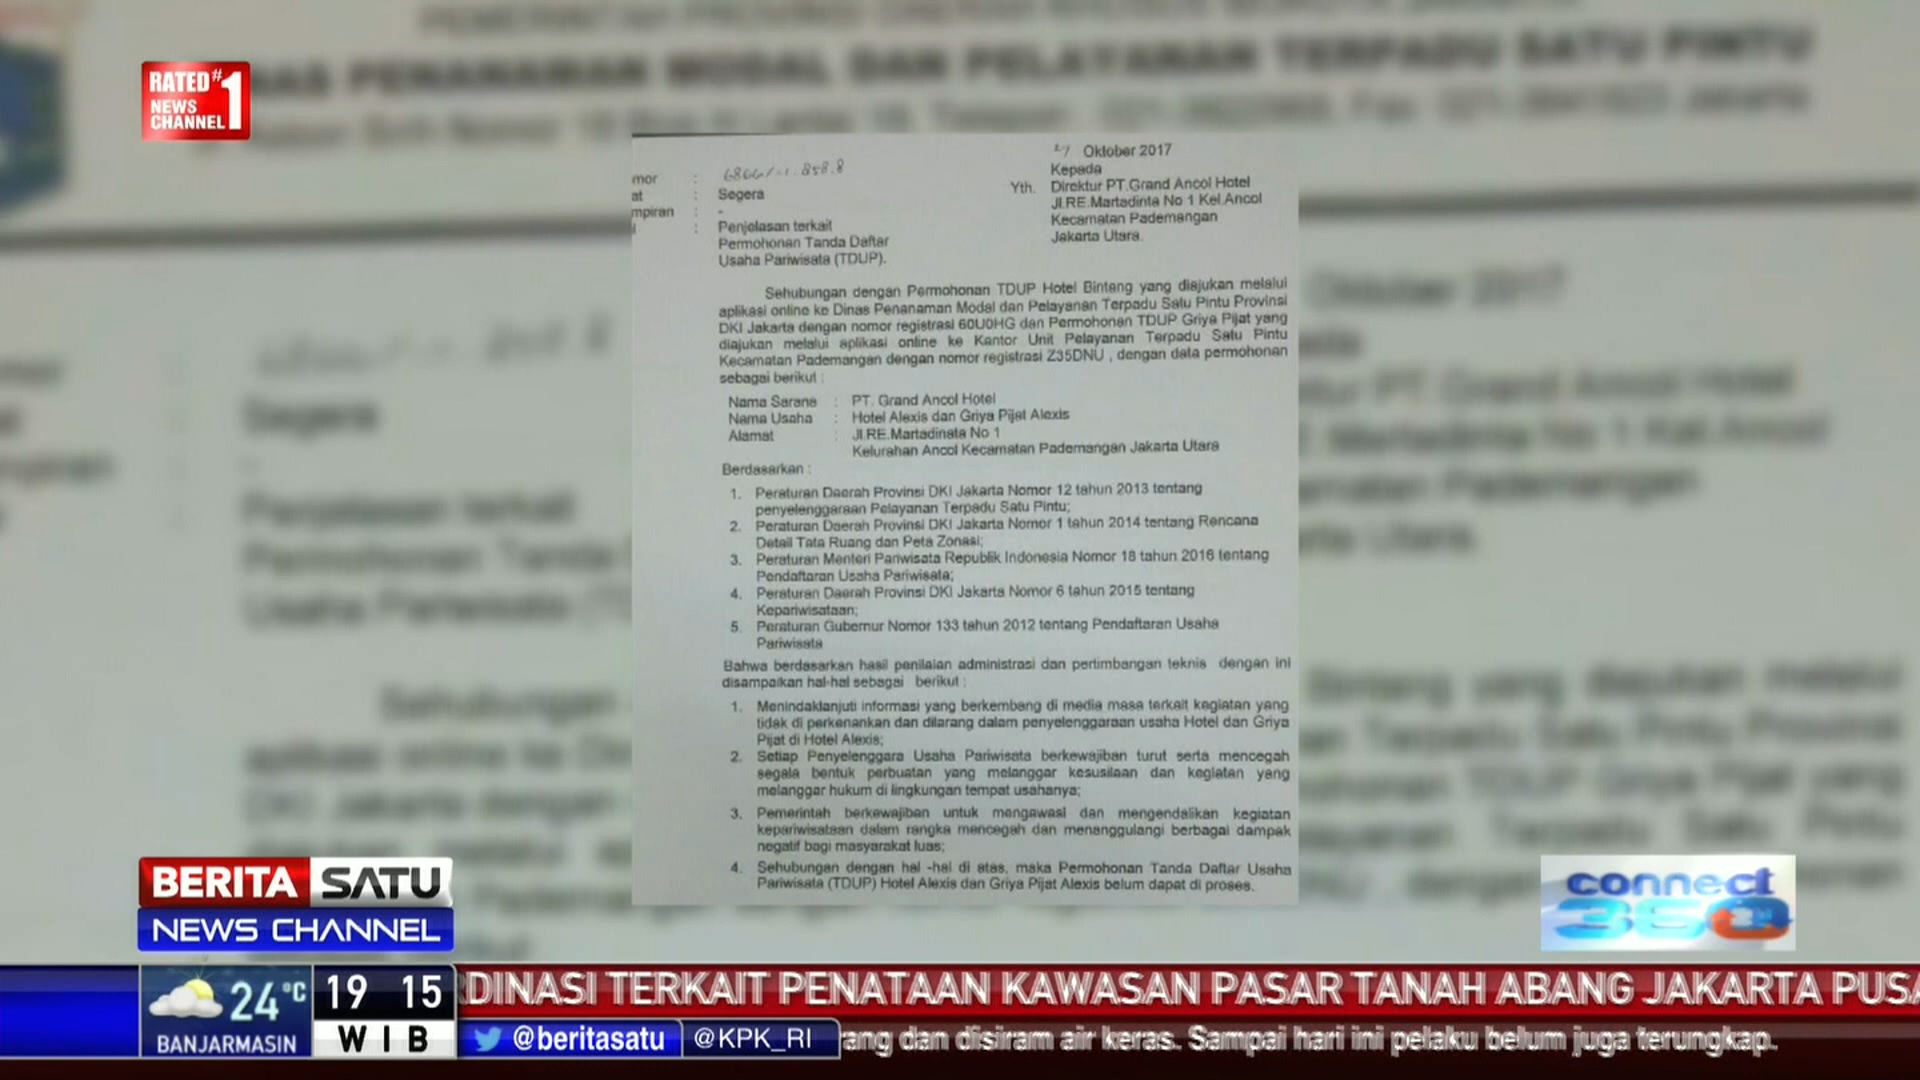 PEMERINTAH PROVINSI DAERAH KHUSUS IBUKOTA JAKARTA
PENANAMAN MODAL DAN PELAYANAN TERPADU SATU PINTU
RATED #1
NEWS
CHANNEL
Oktober 2017
Kepada
Yth. Direktur PT.Grand Ancol Hotel
Jl.RE.Martadinta No 1 Kel.Ancol
Kecamatan Pademangan
Jakarta Utara.
mor :
at : Segera
mpiran : -
l : Penjelasan terkait
Permohonan Tanda Daftar
Usaha Pariwisata (TDUP).
Sehubungan dengan Permohonan TDUP Hotel Bintang yang diajukan melalui
aplikasi online ke Dinas Penanaman Modal dan Pelayanan Terpadu Satu Pintu Provinsi
DKI Jakarta dengan nomor registrasi 60U0HG dan Permohonan TDUP Griya Pijat yang
diajukan melalui aplikasi online ke Kantor Unit Pelayanan Terpadu Satu Pintu
Kecamatan Pademangan dengan nomor registrasi Z35DNU , dengan data permohonan
sebagai berikut :
Nama Sarana : PT. Grand Ancol Hotel
Nama Usaha : Hotel Alexis dan Griya Pijat Alexis
Alamat : Jl.RE.Martadinata No 1
Kelurahan Ancol Kecamatan Pademangan Jakarta Utara
Berdasarkan :
1. Peraturan Daerah Provinsi DKI Jakarta Nomor 12 tahun 2013 tentang
penyelenggaraan Pelayanan Terpadu Satu Pintu;
2. Peraturan Daerah Provinsi DKI Jakarta Nomor 1 tahun 2014 tentang Rencana
Detail Tata Ruang dan Peta Zonasi;
3. Peraturan Menteri Pariwisata Republik Indonesia Nomor 18 tahun 2016 tentang
Pendaftaran Usaha Pariwisata;
4. Peraturan Daerah Provinsi DKI Jakarta Nomor 6 tahun 2015 tentang
Kepariwisataan;
5. Peraturan Gubernur Nomor 133 tahun 2012 tentang Pendaftaran Usaha
Pariwisata
Bahwa berdasarkan hasil penilaian administrasi dan pertimbangan teknis dengan ini
disampaikan hal-hal sebagai berikut :
1. Menindaklanjuti informasi yang berkembang di media masa terkait kegiatan yang
tidak di perkenankan dan dilarang dalam penyelenggaraan usaha Hotel dan Griya
Pijat di Hotel Alexis;
2. Setiap Penyelenggara Usaha Pariwisata berkewajiban turut serta mencegah
segala bentuk perbuatan yang melanggar kesusilaan dan kegiatan yang
melanggar hukum di lingkungan tempat usahanya;
3. Pemerintah berkewajiban untuk mangawasi dan mengendalikan kegiatan
kepariwisataan dalam rangka mencegah dan menanggulangi berbagai dampak
negatif bagi masyarakat luas;
4. Sehubungan dengan hal -hal di atas, maka Permohonan Tanda Daftar Usaha
Pariwisata (TDUP) Hotel Alexis dan Griya Pijat Alexis belum dapat di proses.
BERITA SATU
NEWS CHANNEL
connect
360
24°C
BANJARMASIN
19 15
WIB
RDINASI TERKAIT PENATAAN KAWASAN PASAR TANAH ABANG JAKARTA PUSA
@beritasatu
@KPK_RI
ang dan disiram air keras. Sampai hari ini pelaku belum juga terungkap.